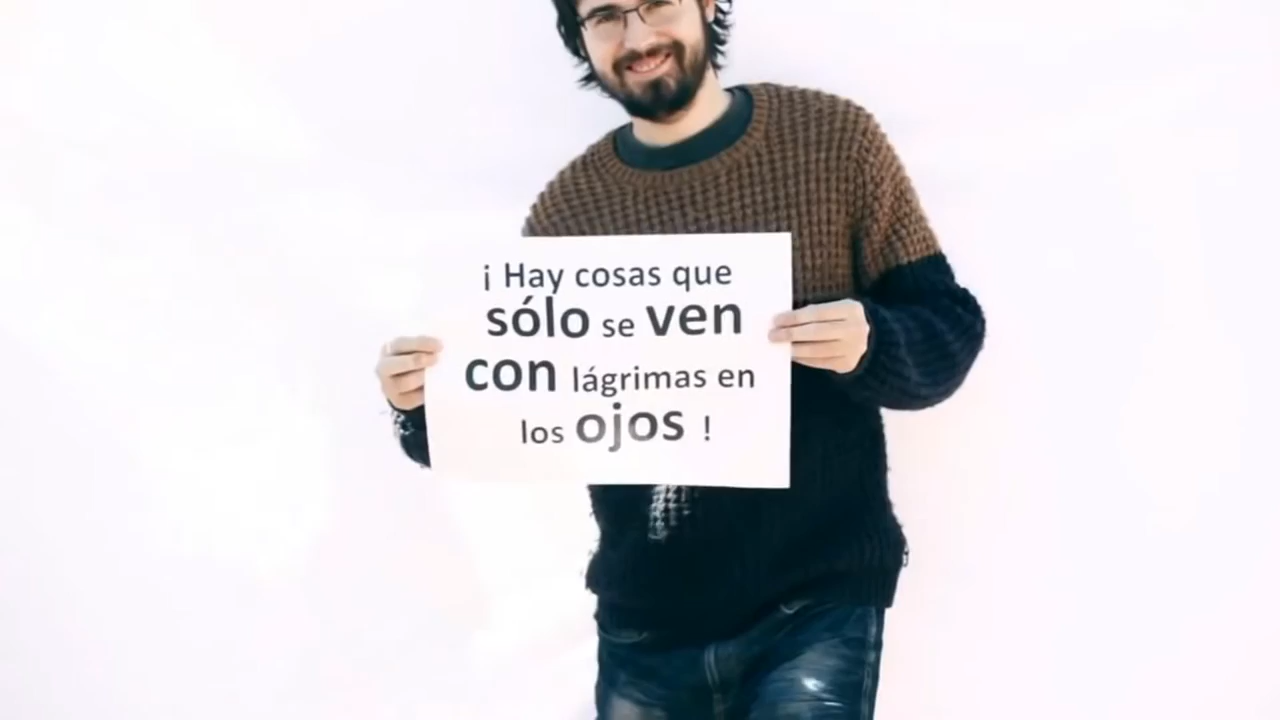 ¡ Hay cosas que
sólo se ven
con lágrimas en
los ojos !